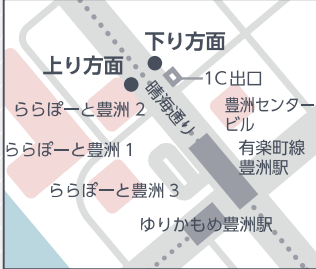 下り方面
上り方面
1C出口
晴海通り
ららぽーと豊洲 2
豊洲センター
ビル
ららぽーと豊洲 1
有楽町線
豊洲駅
ららぽーと豊洲 3
ゆりかもめ豊洲駅